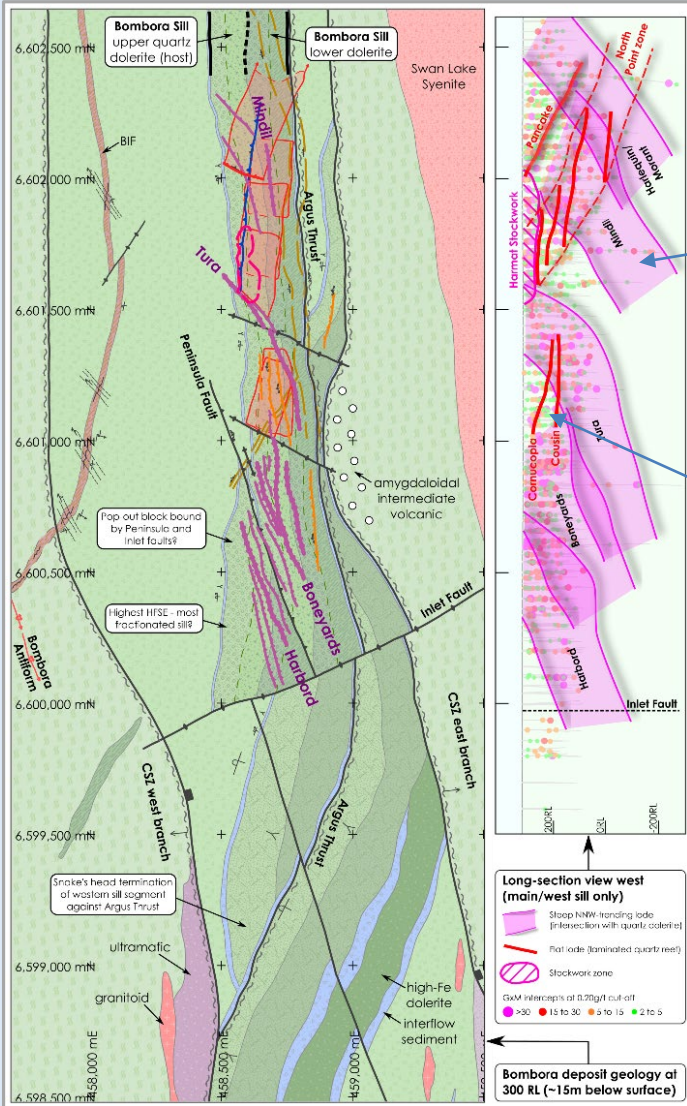 Bombora Sill
upper quartz
dolerite (host)
Bombora Sill
lower dolerite
Swan Lake
Syenite
6,602,500 mN
BIF
Mindil
6,602,000 mN
Argus Thrust
Tura
6,601,500 mN
Peninsula Fault
6,601,000 mN
amygdaloidal
intermediate
volcanic
Pop out block bound
by Peninsula and
Inlet faults?
6,600,500 mN
Boneyards
Highest HFSE - most
fractionated sill?
Inlet Fault
Harbord
Bombora
Antiform
6,600,000 mN
CSZ west branch
CSZ east branch
Argus Thrust
6,599,500 mN
Snake's head termination
of western sill segment
against Argus Thrust
ultramafic
6,599,000 mN
granitoid
high-Fe
dolerite
interflow
sediment
6,598,500 mN
458,000 mE
458,500 mE
459,000 mE
North
Point zone
Pancake
Harlequin/
Morant
Harmat Stockwork
Mindil
Cornucopia
Cousin
Tura
Boneyards
Harbord
Inlet Fault
200RL
0RL
-200RL
Long-section view west
(main/west sill only)
Steep NNW-trending lode
(intersection with quartz dolerite)
Flat lode (laminated quartz reef)
Stockwork zone
GxM intercepts at 0.20g/t cut-off
>30 15 to 30 5 to 15 2 to 5
Bombora deposit geology at
300 RL (~15m below surface)